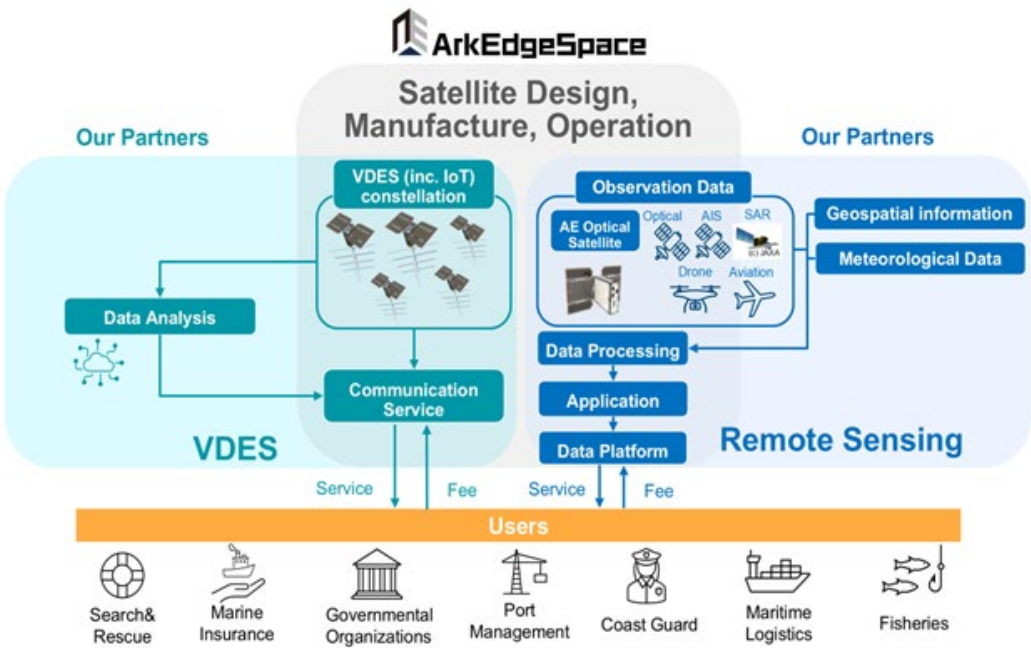 ArkEdgeSpace
Satellite Design,
Manufacture, Operation
Our Partners
Our Partners
VDES (inc. IoT)
constellation
Data Analysis
Communication
Service
VDES
Observation Data
AE Optical
Satellite
Optical
AIS
SAR
(c) JAXA
Drone
Aviation
Geospatial information
Meteorological Data
Data Processing
Application
Data Platform
Remote Sensing
Service
Fee
Service
Fee
Users
Search&
Rescue
Marine
Insurance
Governmental
Organizations
Port
Management
Coast Guard
Maritime
Logistics
Fisheries